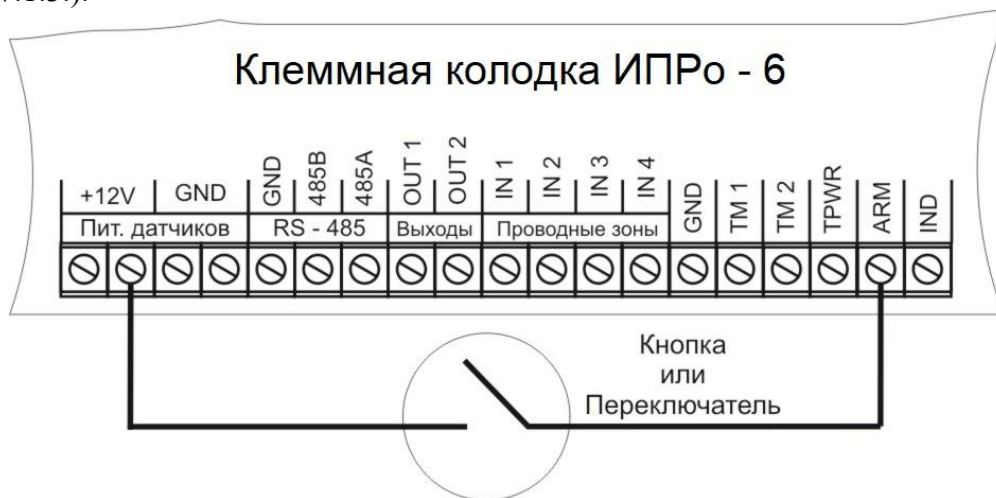 Клеммная колодка ИПРо - 6
+12V GND GND 485B 485A OUT 1 OUT 2 IN 1 IN 2 IN 3 IN 4 GND TM 1 TM 2 TPWR ARM IND
Пит. датчиков RS - 485 Выходы Проводные зоны
Кнопка
или
Переключатель